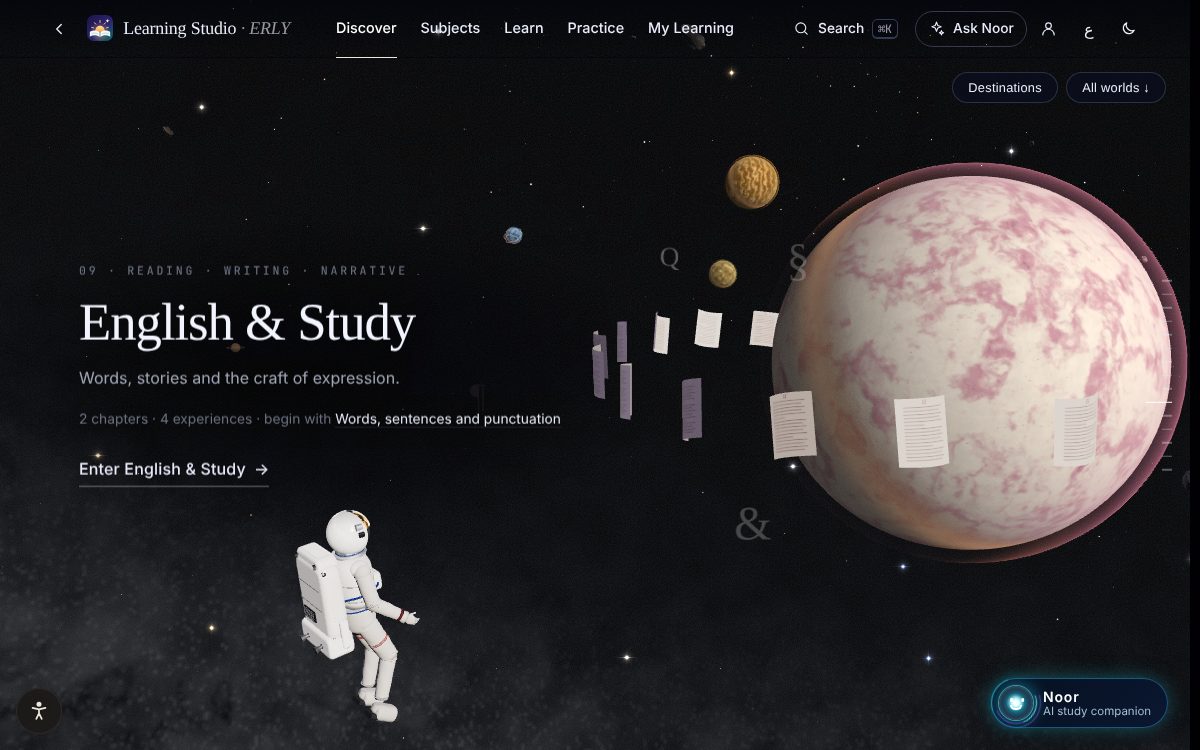 Learning Studio · ERLY
Discover
Subjects
Learn
Practice
My Learning
Search
⌘K
Ask Noor
ع
Destinations
All worlds ↓
09 · READING · WRITING · NARRATIVE
Q
§
English & Study
Words, stories and the craft of expression.
2 chapters · 4 experiences · begin with Words, sentences and punctuation
Enter English & Study →
&
Noor
AI study companion